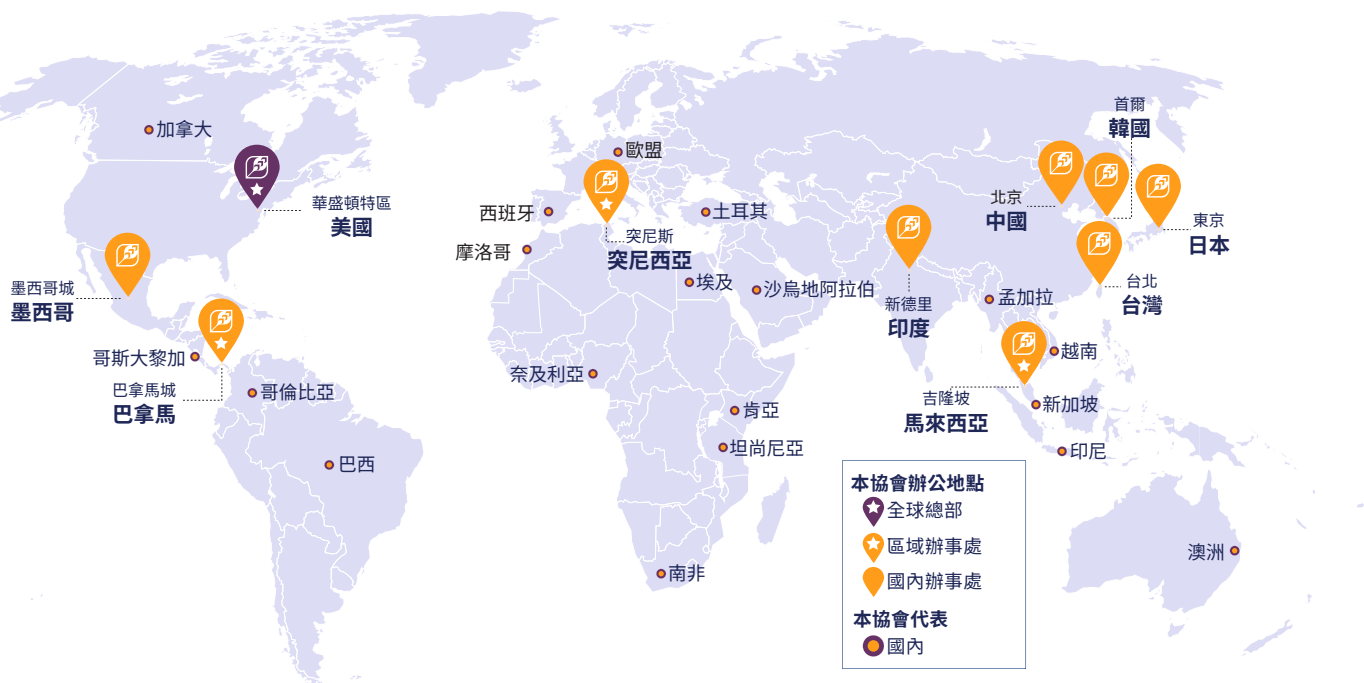 首爾
韓國
加拿大
歐盟
華盛頓特區
美國
西班牙
土耳其
北京
中國
東京
日本
突尼斯
突尼西亞
摩洛哥
埃及
沙烏地阿拉伯
新德里
印度
孟加拉
台北
台灣
墨西哥城
墨西哥
哥斯大黎加
巴拿馬城
巴拿馬
哥倫比亞
奈及利亞
越南
吉隆坡
馬來西亞
新加坡
肯亞
坦尚尼亞
印尼
巴西
南非
澳洲
本協會辦公地點
全球總部
區域辦事處
國內辦事處
本協會代表
國內